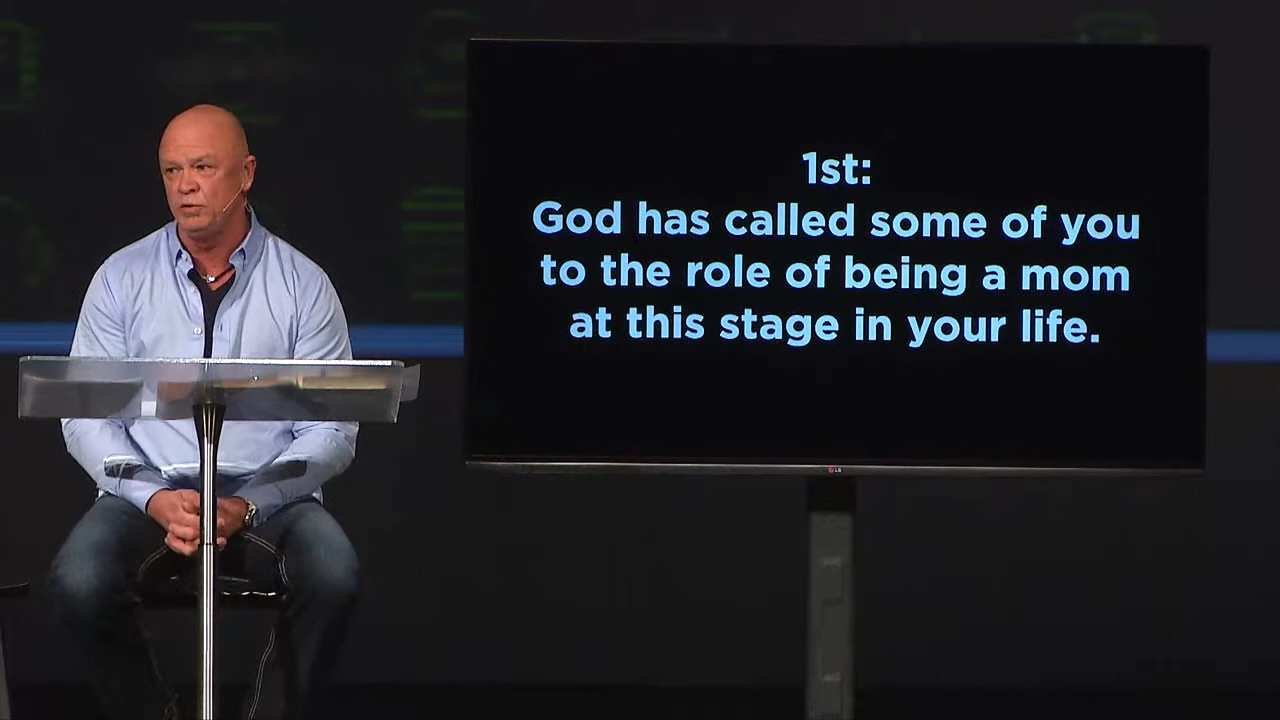 1st:
God has called some of you
to the role of being a mom
at this stage in your life.
LG